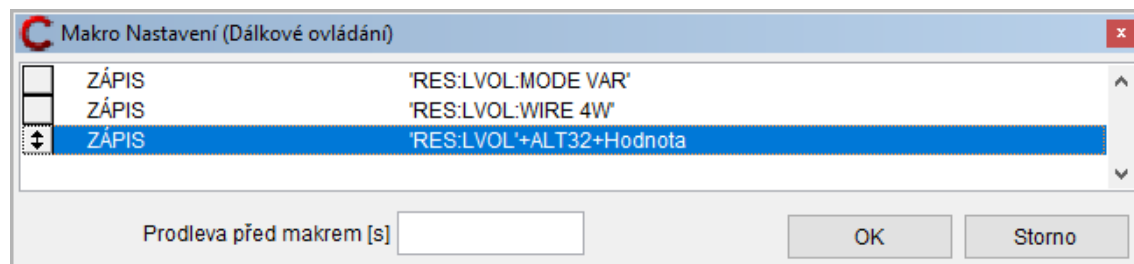 Makro Nastavení (Dálkové ovládání)
ZÁPIS 'RES:LVOL:MODE VAR'
ZÁPIS 'RES:LVOL:WIRE 4W'
ZÁPIS 'RES:LVOL'+ALT32+Hodnota
Prodleva před makrem [s] OK Storno